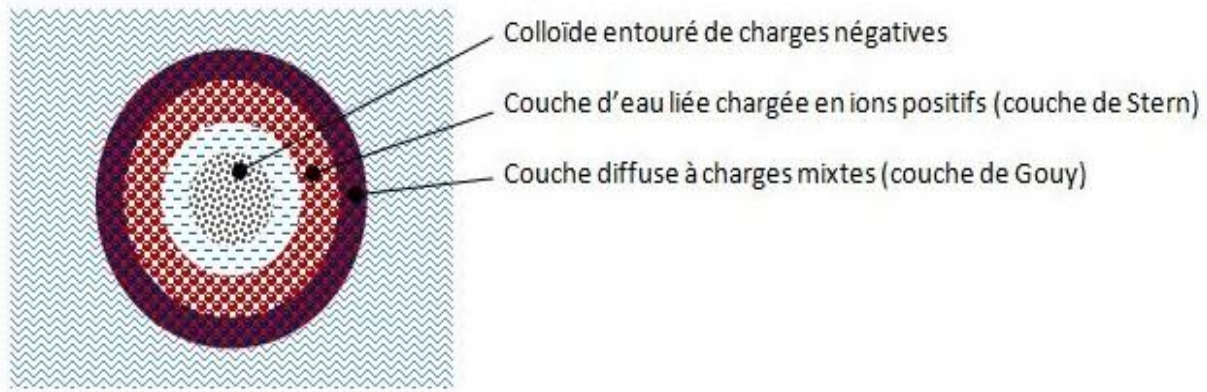 Colloïde entouré de charges négatives
Couche d'eau liée chargée en ions positifs (couche de Stern)
Couche diffuse à charges mixtes (couche de Gouy)